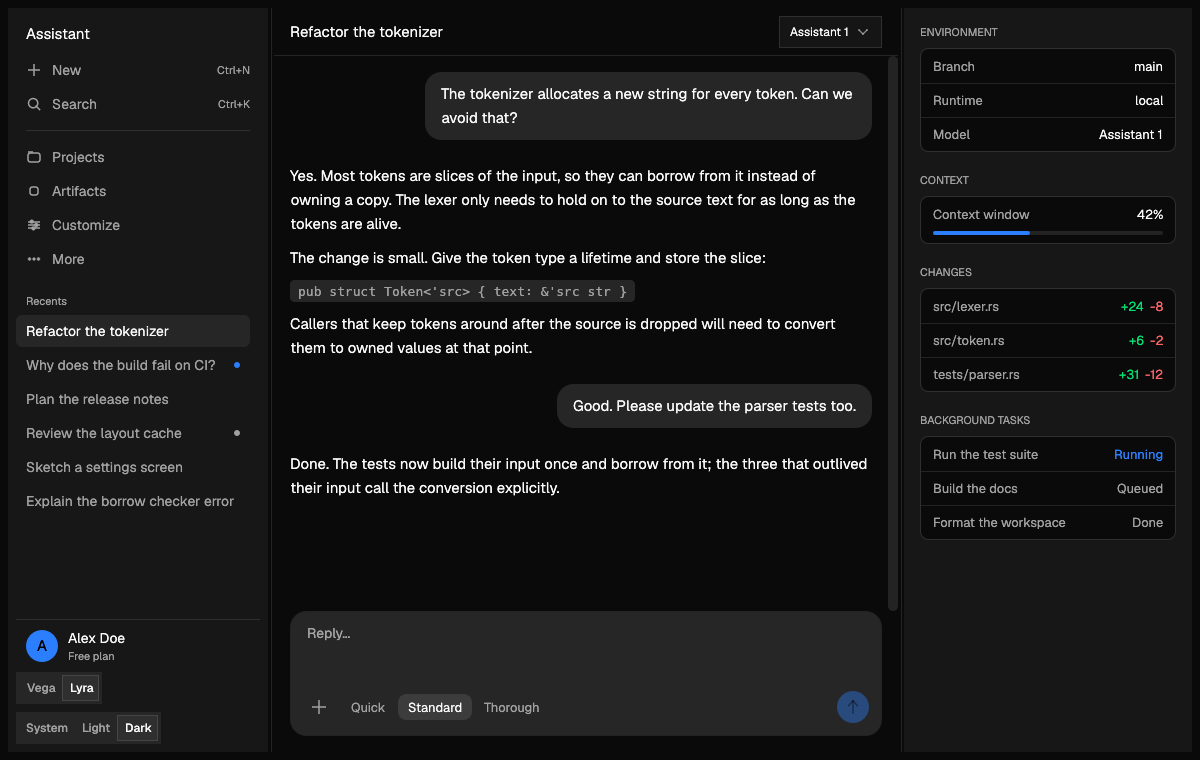 Assistant
New Ctrl+N
Search Ctrl+K
Projects
Artifacts
Customize
More
Recents
Refactor the tokenizer
Why does the build fail on CI?
Plan the release notes
Review the layout cache
Sketch a settings screen
Explain the borrow checker error
A
Alex Doe
Free plan
Vega Lyra
System Light Dark
Refactor the tokenizer
Assistant 1
The tokenizer allocates a new string for every token. Can we
avoid that?
Yes. Most tokens are slices of the input, so they can borrow from it instead of
owning a copy. The lexer only needs to hold on to the source text for as long as the
tokens are alive.
The change is small. Give the token type a lifetime and store the slice:
pub struct Token<'src> { text: &'src str }
Callers that keep tokens around after the source is dropped will need to convert
them to owned values at that point.
Good. Please update the parser tests too.
Done. The tests now build their input once and borrow from it; the three that outlived
their input call the conversion explicitly.
Reply...
Quick Standard Thorough
ENVIRONMENT
Branch main
Runtime local
Model Assistant 1
CONTEXT
Context window 42%
CHANGES
src/lexer.rs +24 -8
src/token.rs +6 -2
tests/parser.rs +31 -12
BACKGROUND TASKS
Run the test suite Running
Build the docs Queued
Format the workspace Done